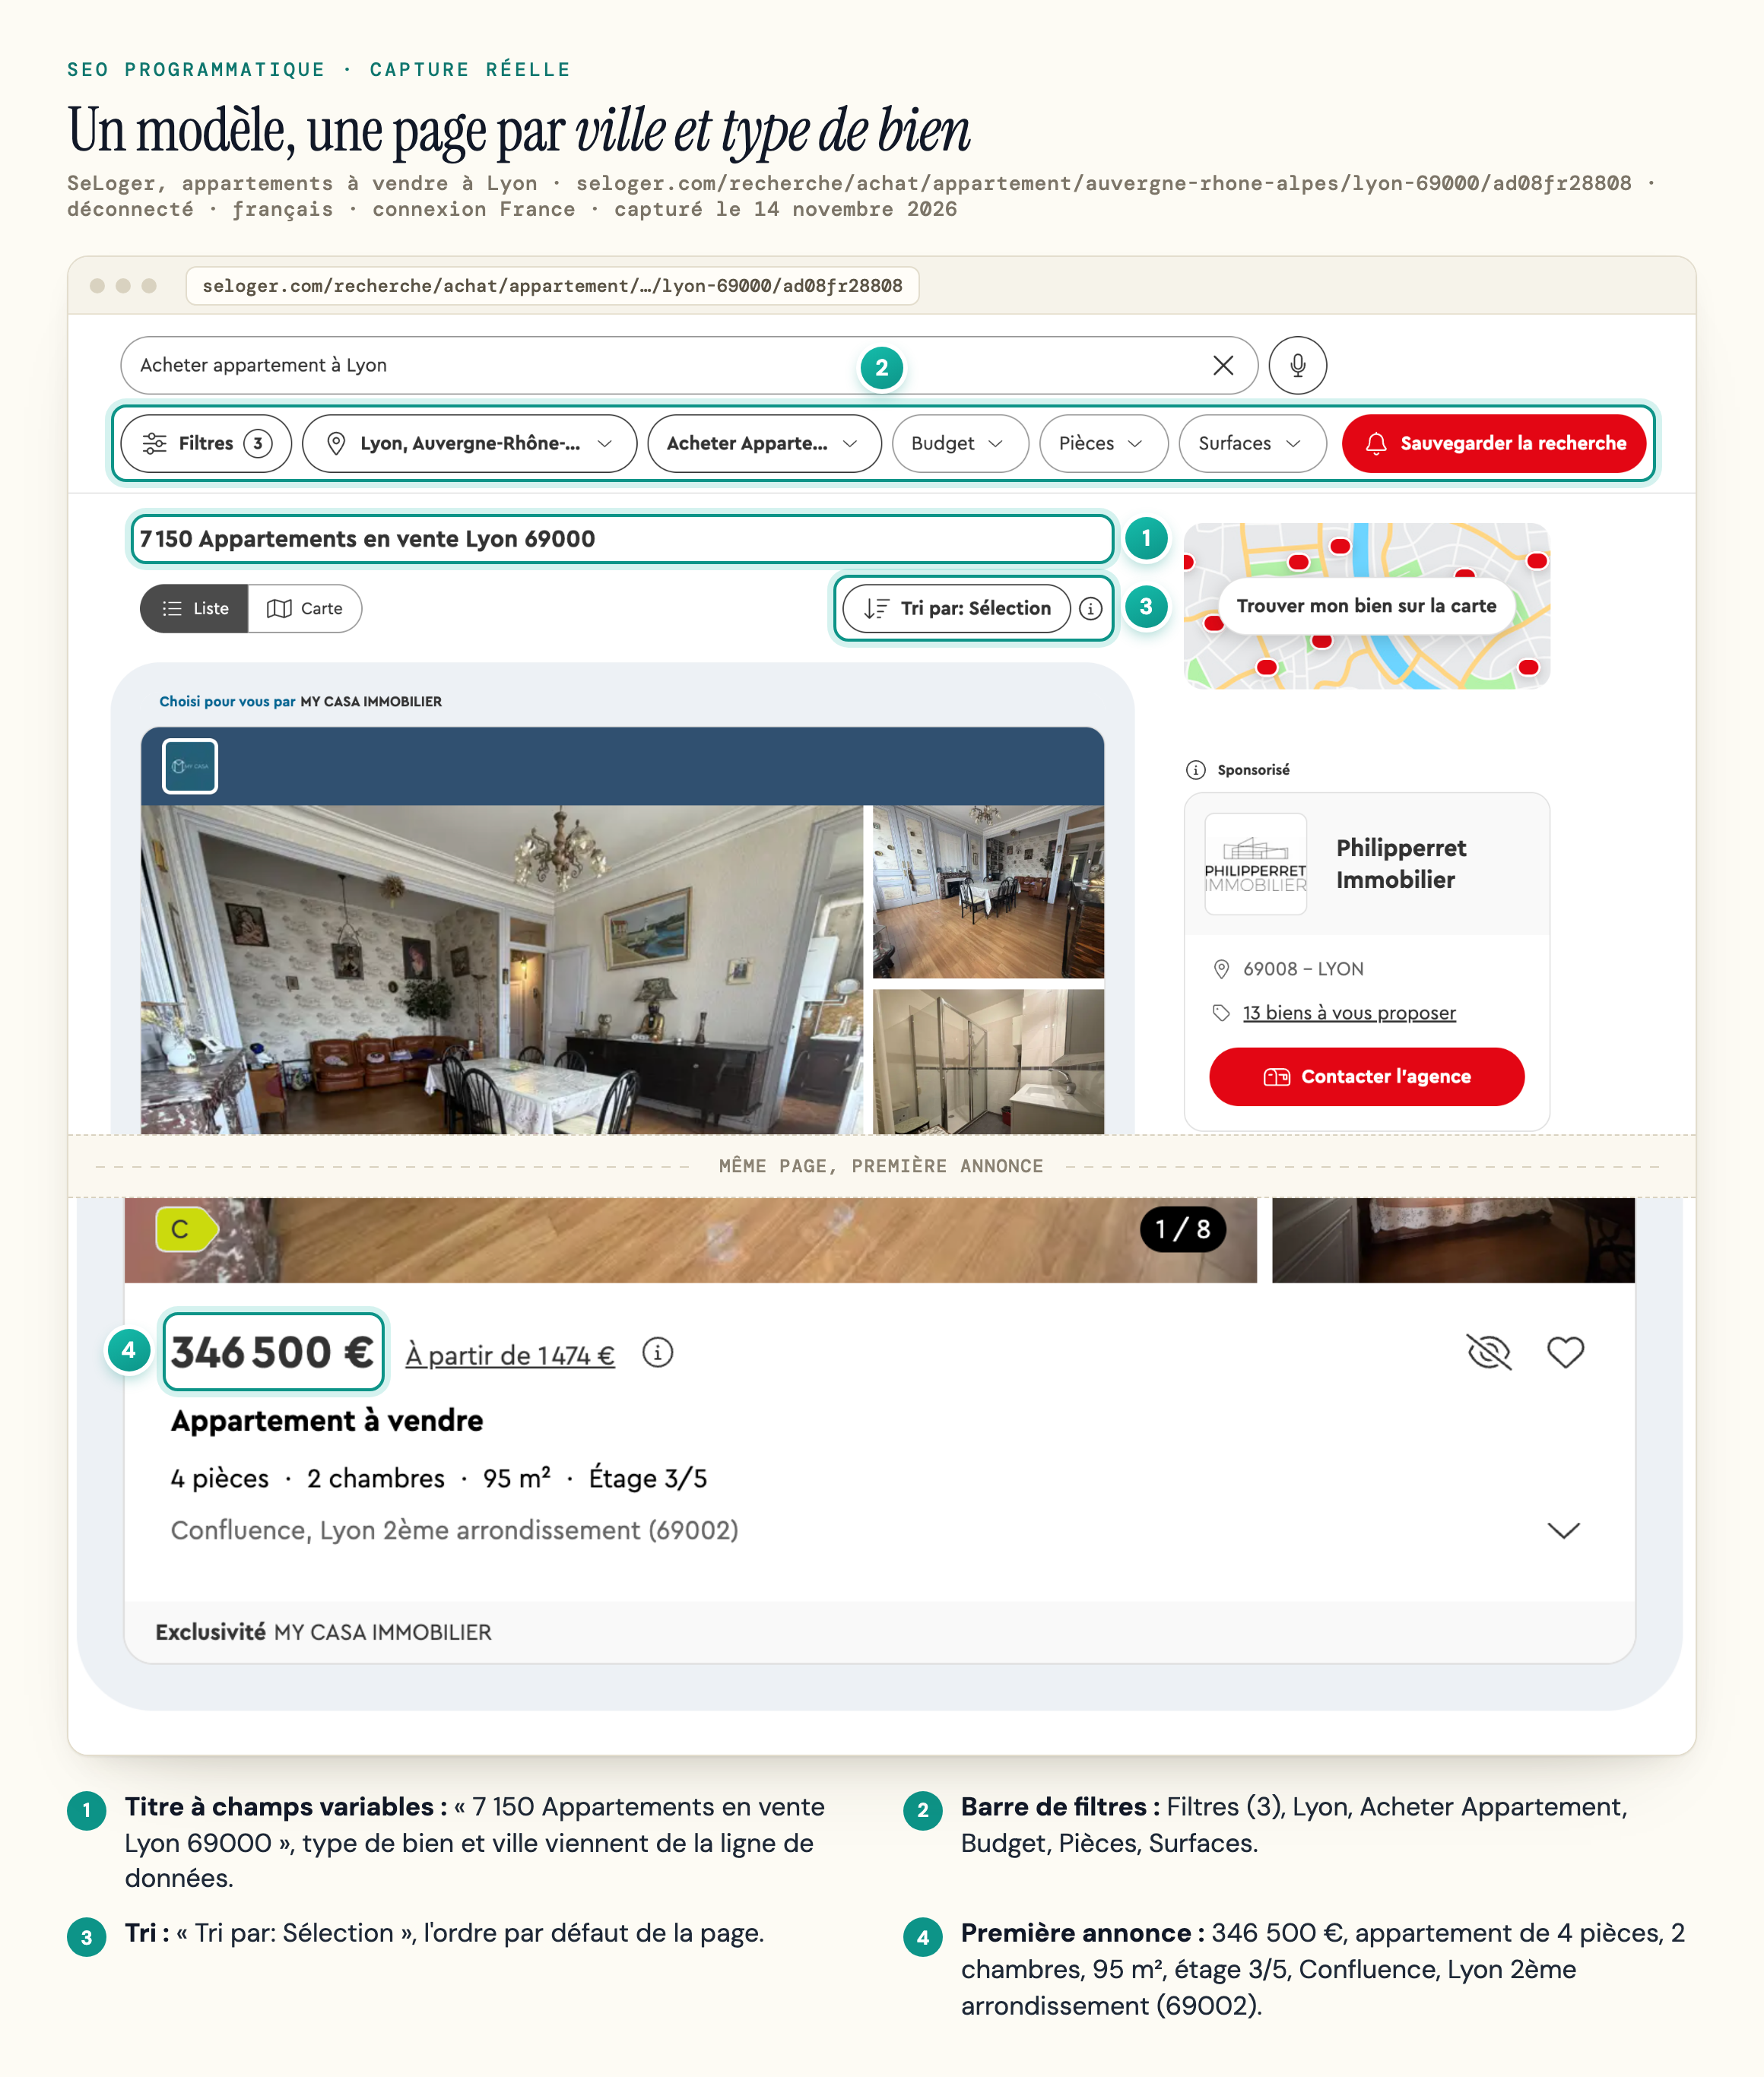 SEO PROGRAMMATIQUE · CAPTURE RÉELLE
Un modèle, une page par ville et type de bien
SeLoger, appartements à vendre à Lyon · seloger.com/recherche/achat/appartement/auvergne-rhone-alpes/lyon-69000/ad08fr28808 ·
déconnecté · français · connexion France · capturé le 14 novembre 2026
seloger.com/recherche/achat/appartement/…/lyon-69000/ad08fr28808
Acheter appartement à Lyon
2
Filtres 3 Lyon, Auvergne-Rhône-... Acheter Apparte... Budget Pièces Surfaces Sauvegarder la recherche
7 150 Appartements en vente Lyon 69000
1
Liste Carte Tri par: Sélection
3
Trouver mon bien sur la carte
Choisi pour vous par MY CASA IMMOBILIER
MY CASA
Sponsorisé
PHILIPPERRET
IMMOBILIER
Philipperret
Immobilier
69008 - LYON
13 biens à vous proposer
Contacter l'agence
MÊME PAGE, PREMIÈRE ANNONCE
C
1 / 8
4
346 500 € À partir de 1 474 €
Appartement à vendre
4 pièces · 2 chambres · 95 m² · Étage 3/5
Confluence, Lyon 2ème arrondissement (69002)
Exclusivité MY CASA IMMOBILIER
1 Titre à champs variables : « 7 150 Appartements en vente
Lyon 69000 », type de bien et ville viennent de la ligne de
données.
2 Barre de filtres : Filtres (3), Lyon, Acheter Appartement,
Budget, Pièces, Surfaces.
3 Tri : « Tri par: Sélection », l'ordre par défaut de la page.
4 Première annonce : 346 500 €, appartement de 4 pièces, 2
chambres, 95 m², étage 3/5, Confluence, Lyon 2ème
arrondissement (69002).